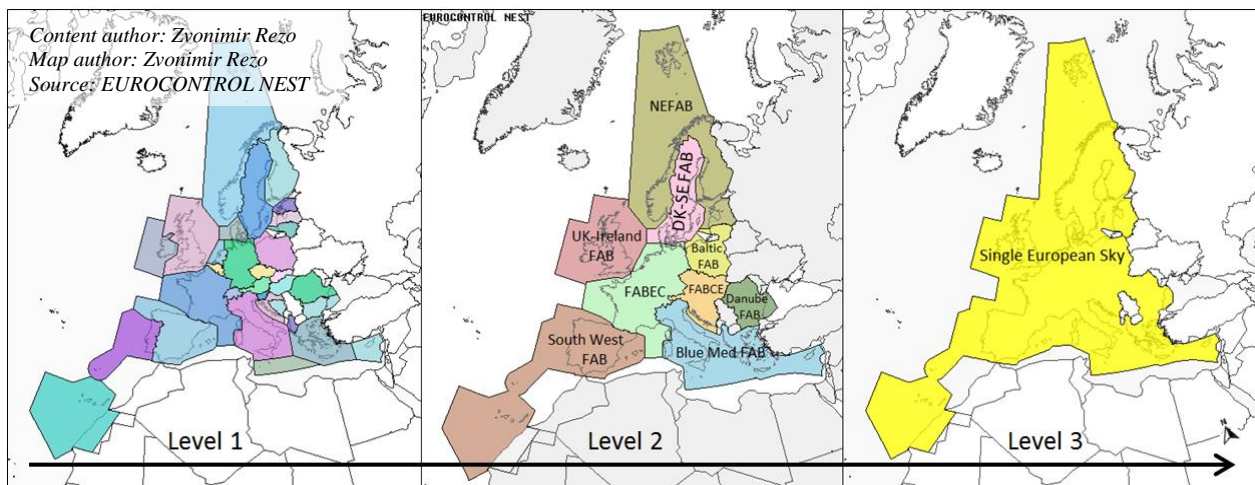 Content author: Zvonimir Rezo
Map author: Zvonimir Rezo
Source: EUROCONTROL NEST
Level 1
EUROCONTROL NEST
NEFAB
DK-SE FAB
UK-Ireland
FAB
Baltic
FAB
FABEC
FABCE
Danube
FAB
South West
FAB
Blue Med FAB
Level 2
Single European Sky
Level 3
N